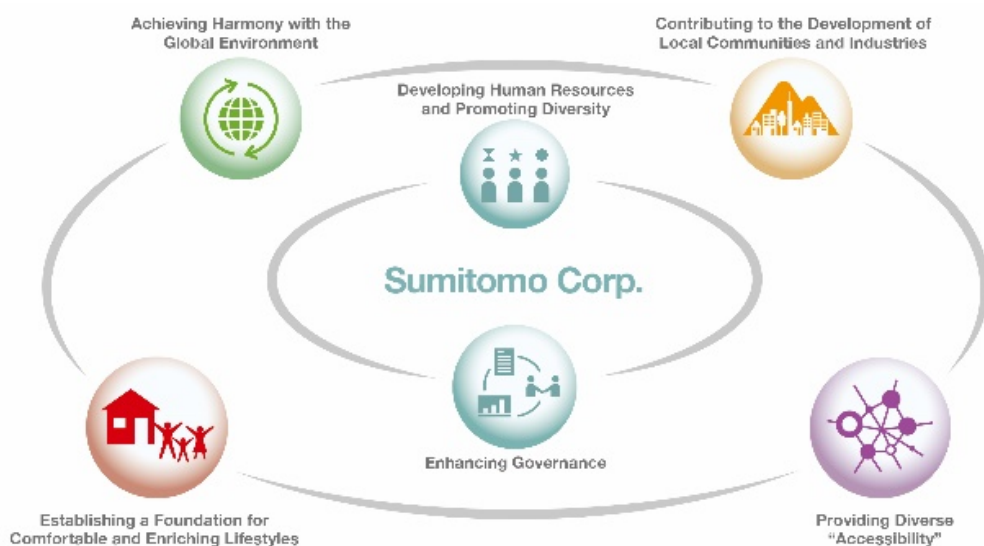 Achieving Harmony with the
Global Environment
Contributing to the Development of
Local Communities and Industries
Developing Human Resources
and Promoting Diversity
Sumitomo Corp.
Enhancing Governance
Establishing a Foundation for
Comfortable and Enriching Lifestyles
Providing Diverse
“Accessibility”